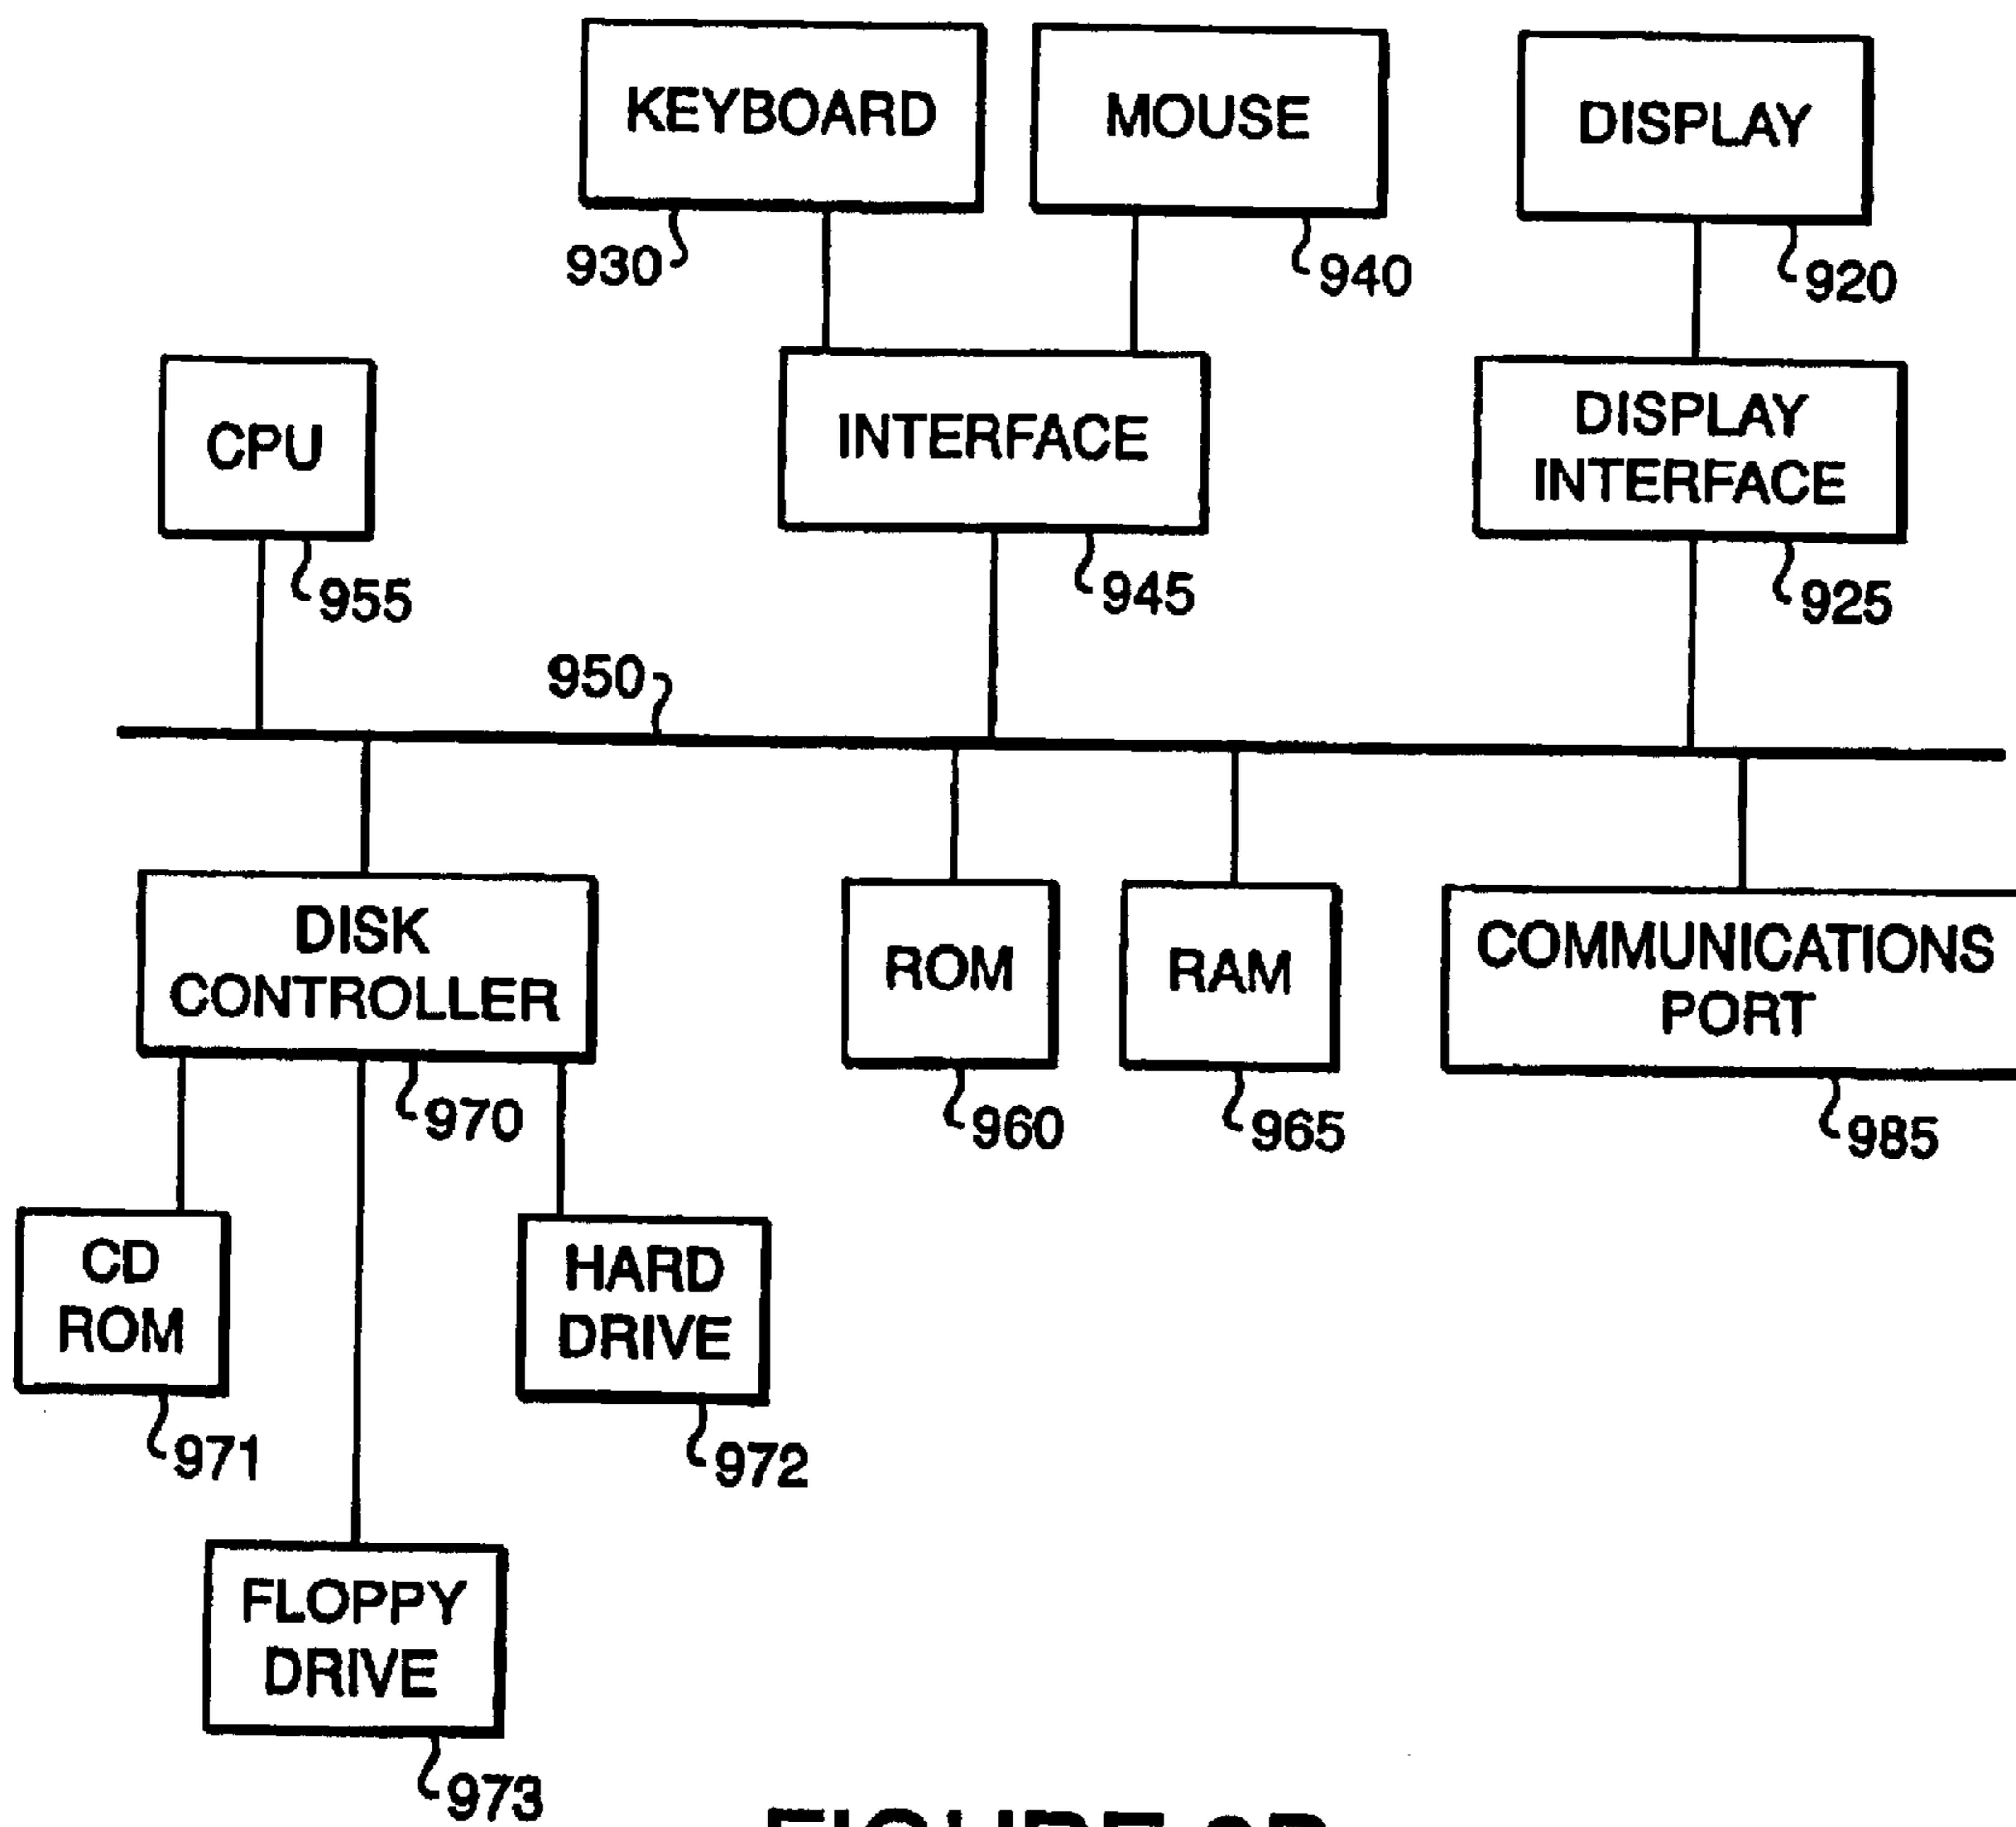 KEYBOARD
MOUSE
DISPLAY
930
940
920
CPU
INTERFACE
DISPLAY
INTERFACE
955
945
925
950
DISK
CONTROLLER
ROM
RAM
COMMUNICATIONS
PORT
970
960
965
985
CD
ROM
HARD
DRIVE
971
972
FLOPPY
DRIVE
973
FIGURE